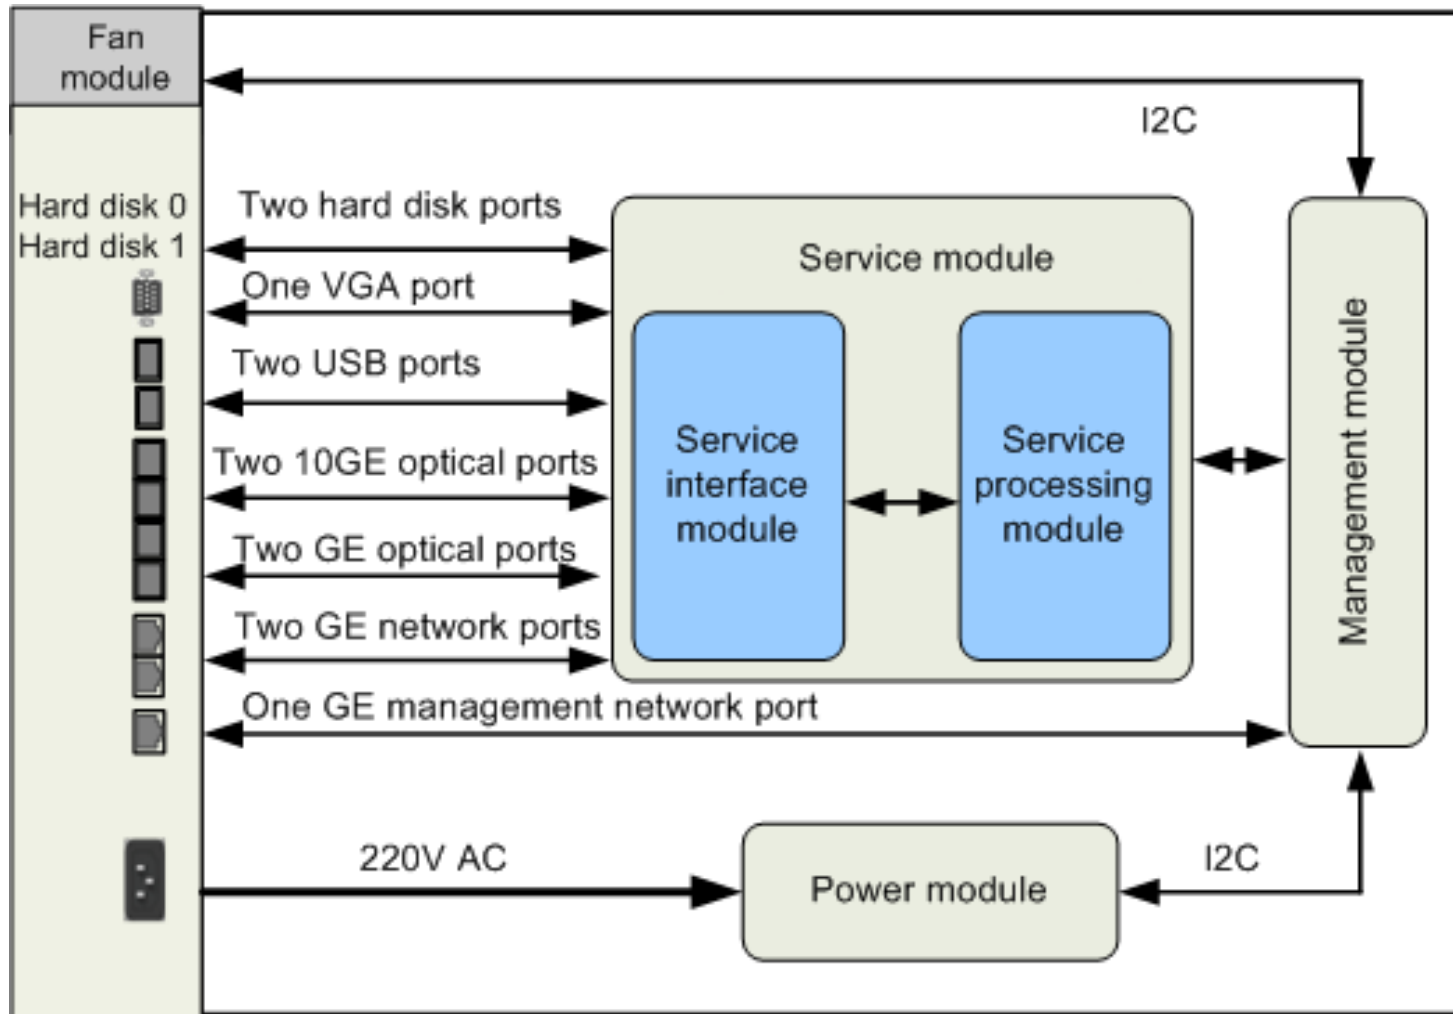 Fan
module
I2C
Hard disk 0
Hard disk 1
Two hard disk ports
One VGA port
Two USB ports
Two 10GE optical ports
Two GE optical ports
Two GE network ports
One GE management network port
Service module
Service
interface
module
Service
processing
module
Management module
220V AC
Power module
I2C